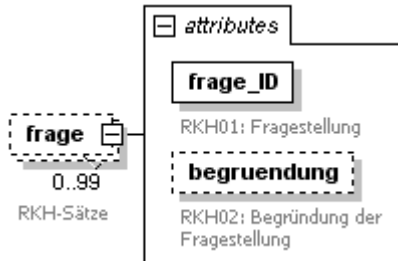 attributes
frage_ID
RKH01: Fragestellung
frage
0..99
RKH-Sätze
begruendung
RKH02: Begründung der
Fragestellung